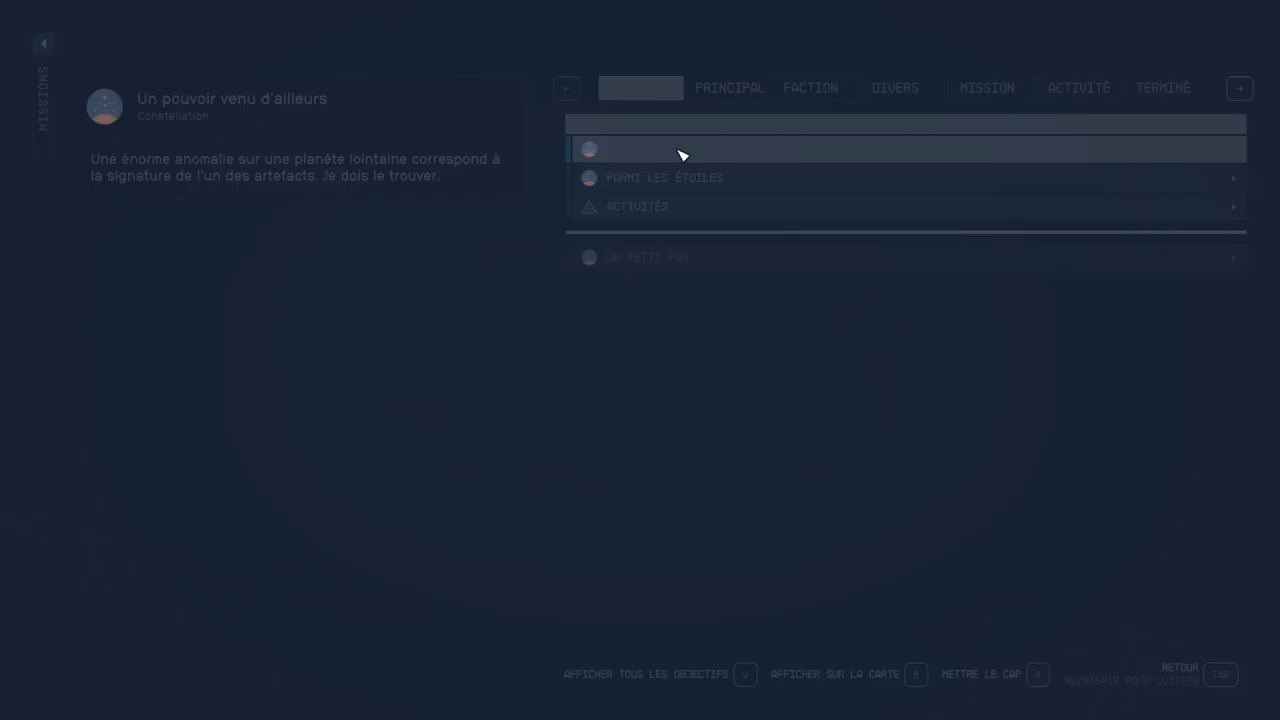 MISSIONS
Un pouvoir venu d'ailleurs
Constellation
Une énorme anomalie sur une planète lointaine correspond à
la signature de l'un des artefacts. Je dois le trouver.
PRINCIPAL FACTION DIVERS MISSION ACTIVITÉ TERMINÉ
PARMI LES ÉTOILES
ACTIVITÉS
UN PETIT PAS
AFFICHER TOUS LES OBJECTIFS AFFICHER SUR LA CARTE B METTRE LE CAP R RETOUR TAB
MAINTENIR POUR QUITTER